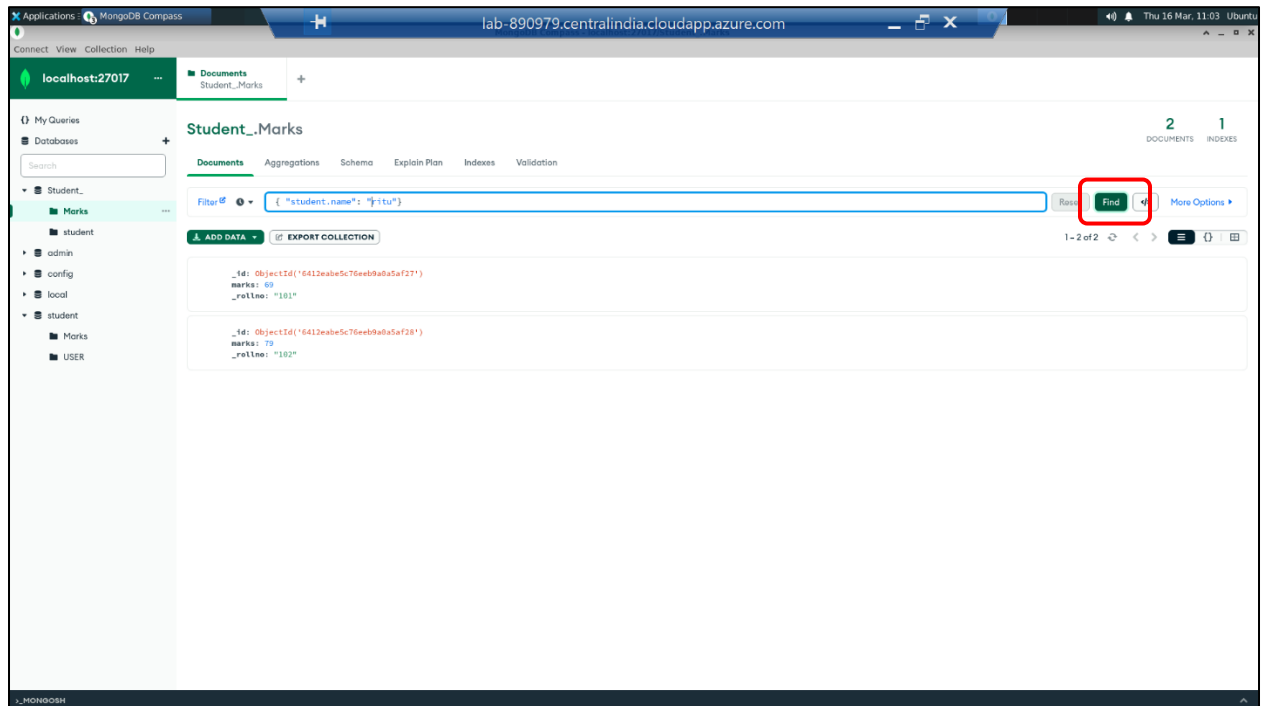 Applications : MongoDB Compass
lab-890979.centralindia.cloudapp.azure.com
Thu 16 Mar, 11:03 Ubuntu
Connect View Collection Help
localhost:27017 ...
Documents
Student_.Marks
+
{} My Queries
Databases +
Search
Student_
Marks ...
student
admin
config
local
student
Marks
USER
Student_.Marks
2
DOCUMENTS
1
INDEXES
Documents Aggregations Schema Explain Plan Indexes Validation
Filter { "student.name": "ritu"} Find </> More Options
ADD DATA EXPORT COLLECTION
1 – 2 of 2 {}
_id: ObjectId('6412eabe5c76eeb9a0a5af27')
marks: 69
_rollno: "101"
_id: ObjectId('6412eabe5c76eeb9a0a5af28')
marks: 79
_rollno: "102"
>_MONGOSH